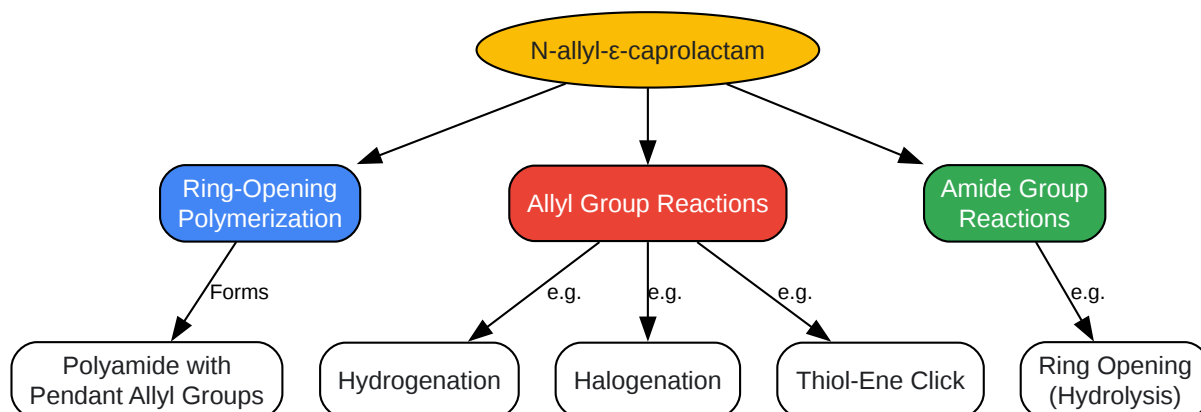 N-allyl-ε-caprolactam
Ring-Opening
Polymerization
Allyl Group Reactions
Amide Group
Reactions
Forms
e.g.
e.g.
e.g.
e.g.
Polyamide with
Pendant Allyl Groups
Hydrogenation
Halogenation
Thiol-Ene Click
Ring Opening
(Hydrolysis)